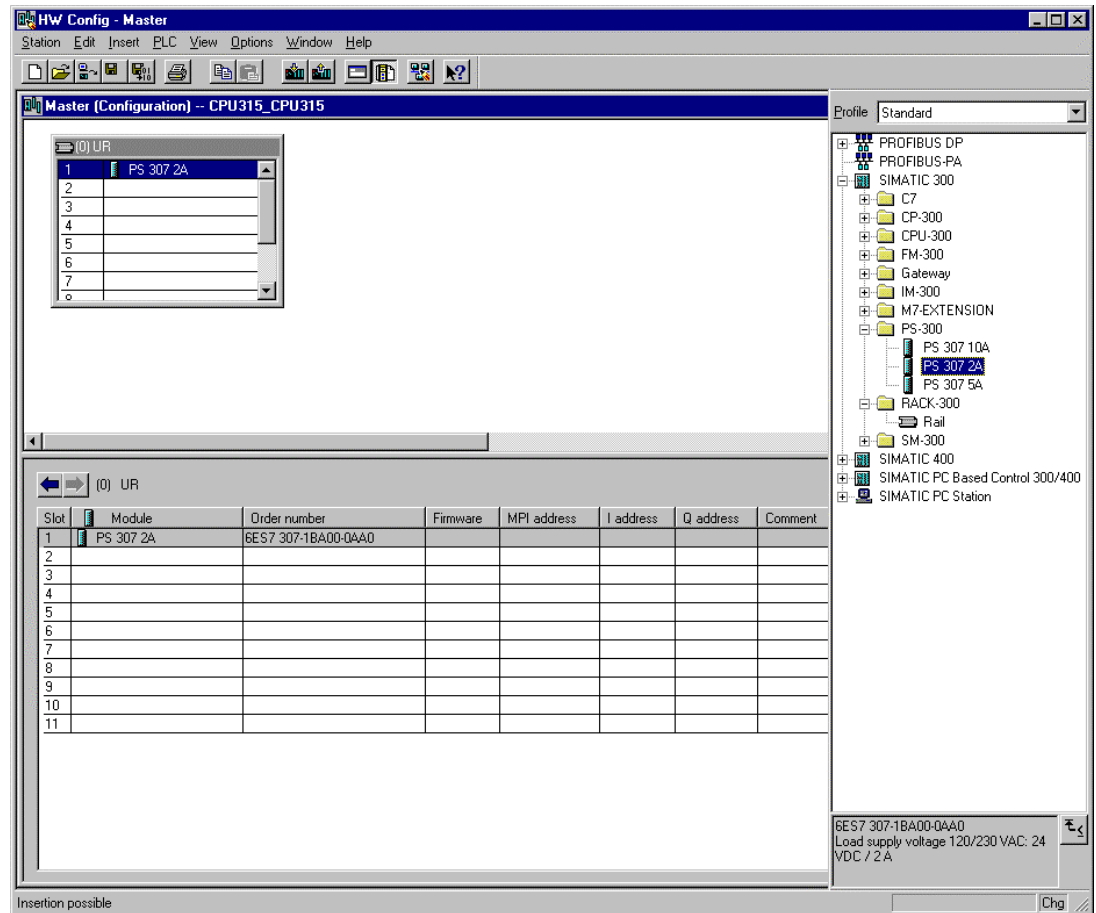 HW Config - Master
Station Edit Insert PLC View Options Window Help
Master (Configuration) -- CPU315_CPU315
(0) UR
1 PS 307 2A
2
3
4
5
6
7
Profile Standard
PROFIBUS DP
PROFIBUS-PA
SIMATIC 300
C7
CP-300
CPU-300
FM-300
Gateway
IM-300
M7-EXTENSION
PS-300
PS 307 10A
PS 307 2A
PS 307 5A
RACK-300
Rail
SM-300
SIMATIC 400
SIMATIC PC Based Control 300/400
SIMATIC PC Station
(0) UR
Slot Module Order number Firmware MPI address I address Q address Comment
1 PS 307 2A 6ES7 307-1BA00-0AA0
2
3
4
5
6
7
8
9
10
11
6ES7 307-1BA00-0AA0
Load supply voltage 120/230 VAC: 24
VDC / 2 A
Insertion possible Chg